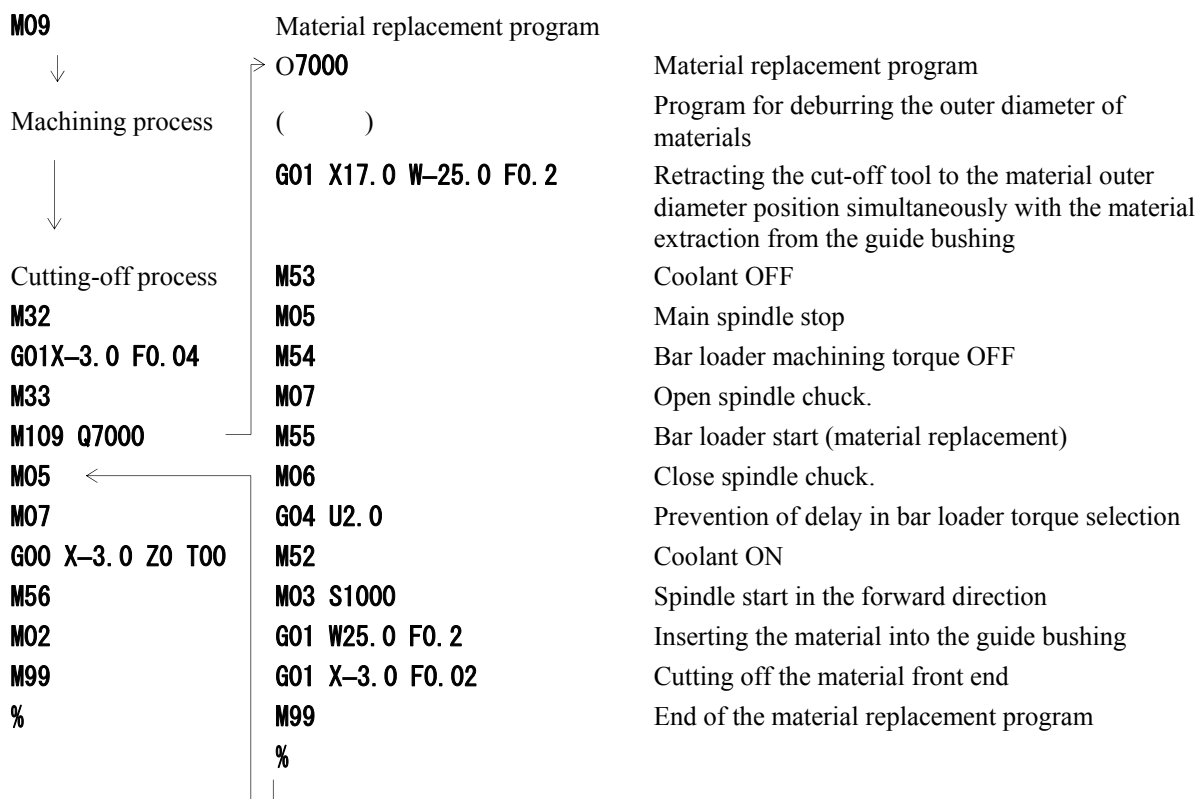 M09 Material replacement program
O7000 Material replacement program
Machining process ( ) Program for deburring the outer diameter of
materials
G01 X17.0 W–25.0 F0.2 Retracting the cut-off tool to the material outer
diameter position simultaneously with the material
extraction from the guide bushing
Cutting-off process M53 Coolant OFF
M32 M05 Main spindle stop
G01X–3.0 F0.04 M54 Bar loader machining torque OFF
M33 M07 Open spindle chuck.
M109 Q7000 M55 Bar loader start (material replacement)
M05 M06 Close spindle chuck.
M07 G04 U2.0 Prevention of delay in bar loader torque selection
G00 X–3.0 Z0 T00 M52 Coolant ON
M56 M03 S1000 Spindle start in the forward direction
M02 G01 W25.0 F0.2 Inserting the material into the guide bushing
M99 G01 X–3.0 F0.02 Cutting off the material front end
% M99 End of the material replacement program
%